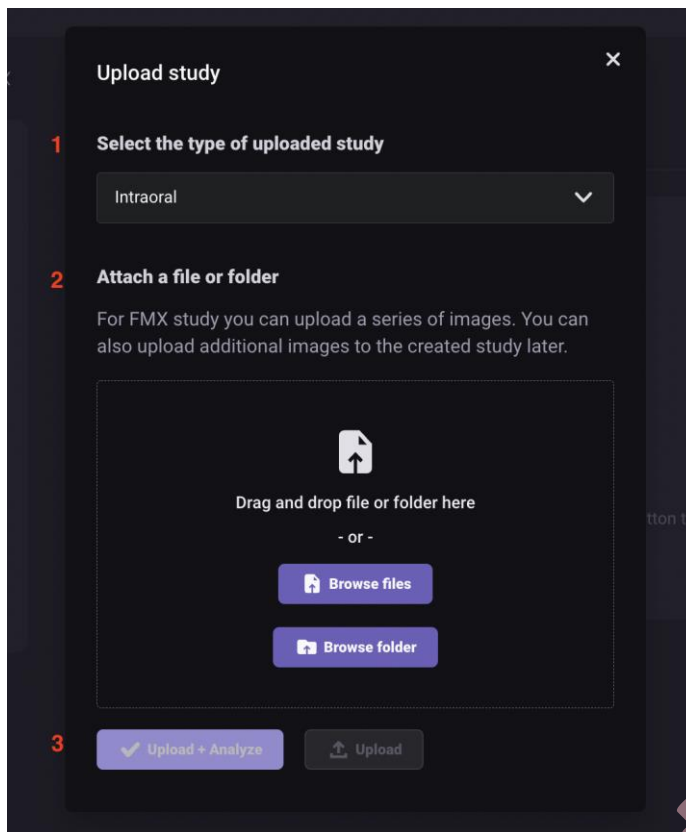 Upload study
1 Select the type of uploaded study
Intraoral
2 Attach a file or folder
For FMX study you can upload a series of images. You can
also upload additional images to the created study later.
Drag and drop file or folder here
- or -
Browse files
Browse folder
3 Upload + Analyze Upload
tton t